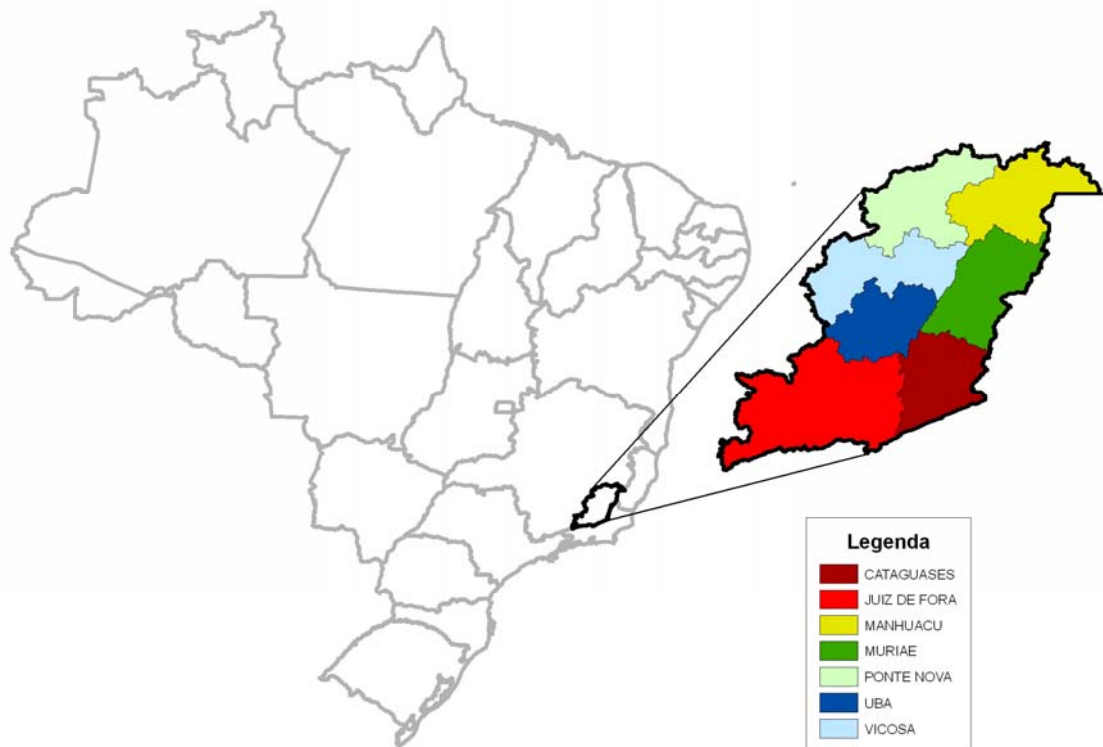 Legenda
CATAGUASES
JUIZ DE FORA
MANHUACU
MURIAE
PONTE NOVA
UBA
VICOSA